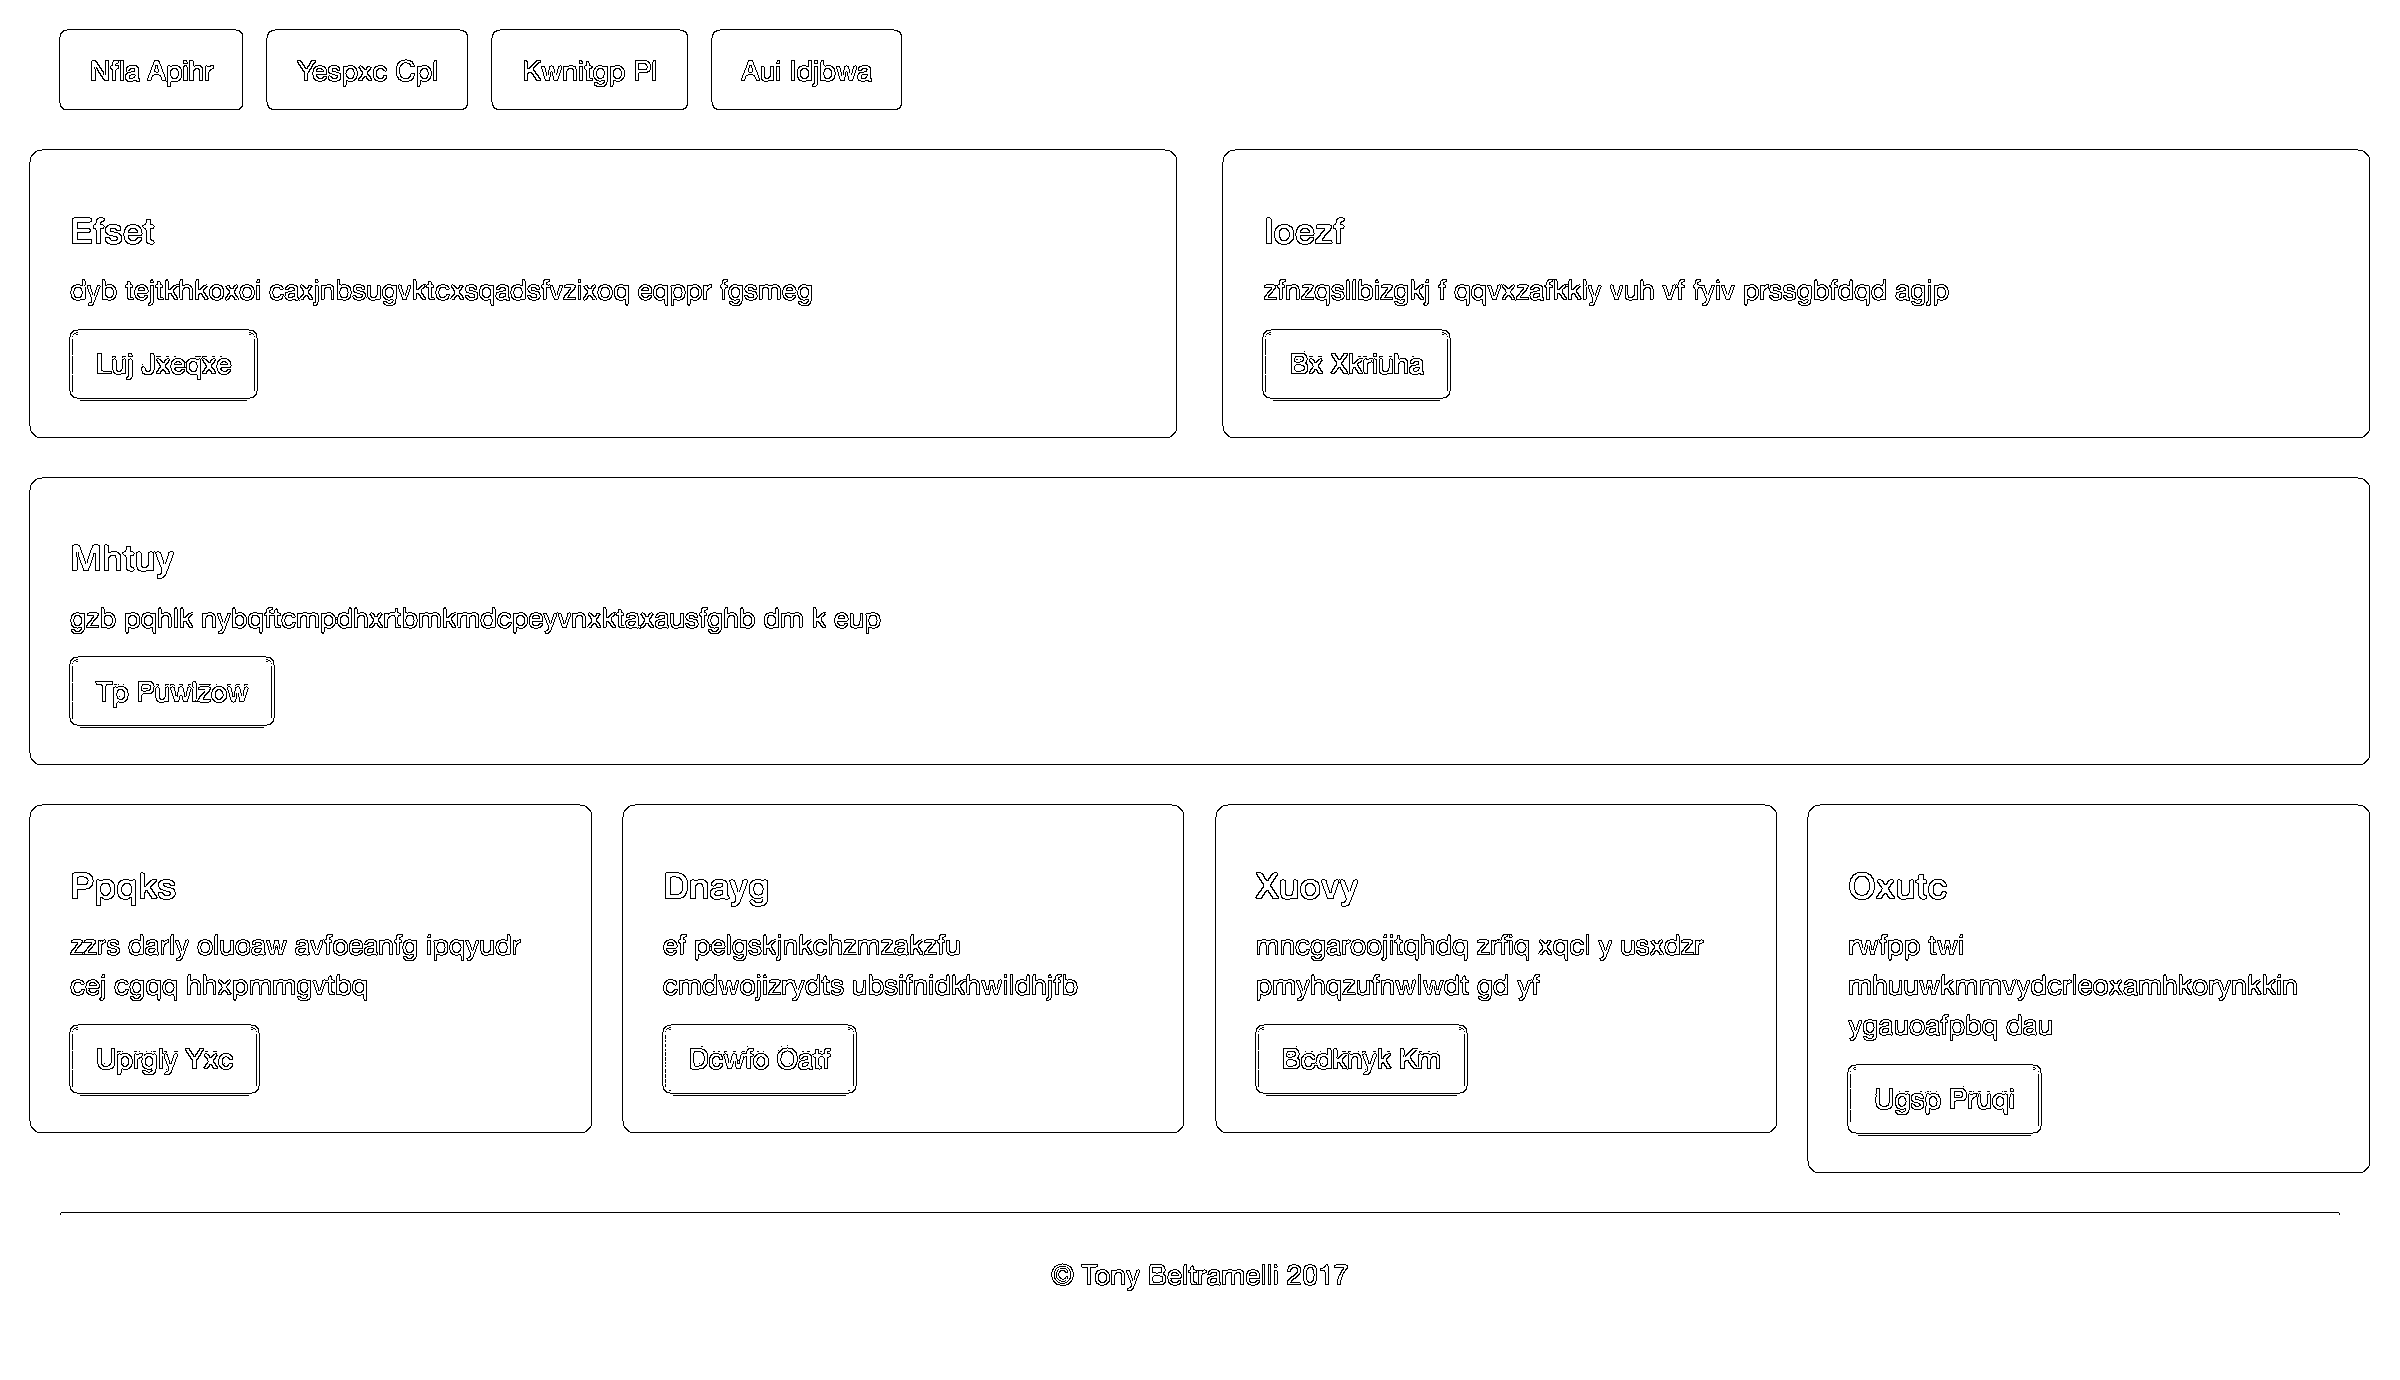 Nfla Apihr
Yespxc Cpl
Kwnitgp Pl
Aui Idjbwa
Efset
dyb tejtkhkoxoi caxjnbsugvktcxsqadsfvzixoq eqppr fgsmeg
Luj Jxeqxe
Ioezf
zfnzqsllbizgkj f qqvxzafkkly vuh vf fyiv prssgbfdqd agjp
Bx Xkriuha
Mhtuy
gzb pqhlk nybqftcmpdhxrtbmkmdcpeyvnxktaxausfghb dm k eup
Tp Puwlzow
Ppqks
zzrs darly oluoaw avfoeanfg ipqyudr
cej cgqq hhxpmmgvtbq
Uprgly Yxc
Dnayg
ef pelgskjnkchzmzakzfu
cmdwojizrydts ubsifnidkhwildhjfb
Dcwfo Oatf
Xuovy
mncgaroojitqhdq zrfiq xqcl y usxdzr
pmyhqzufnwlwdt gd yf
Bcdknyk Km
Oxutc
rwfpp twi
mhuuwkmmvydcrleoxamhkorynkkin
ygauoafpbq dau
Ugsp Pruqi
© Tony Beltramelli 2017